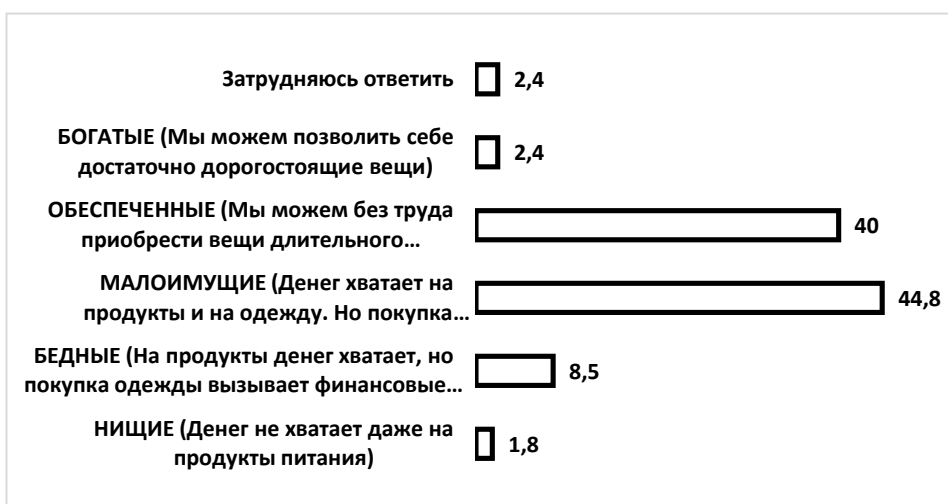 Затрудняюсь ответить
2,4
БОГАТЫЕ (Мы можем позволить себе
достаточно дорогостоящие вещи)
2,4
ОБЕСПЕЧЕННЫЕ (Мы можем без труда
приобрести вещи длительного…
40
МАЛОИМУЩИЕ (Денег хватает на
продукты и на одежду. Но покупка…
44,8
БЕДНЫЕ (На продукты денег хватает, но
покупка одежды вызывает финансовые…
8,5
НИЩИЕ (Денег не хватает даже на
продукты питания)
1,8